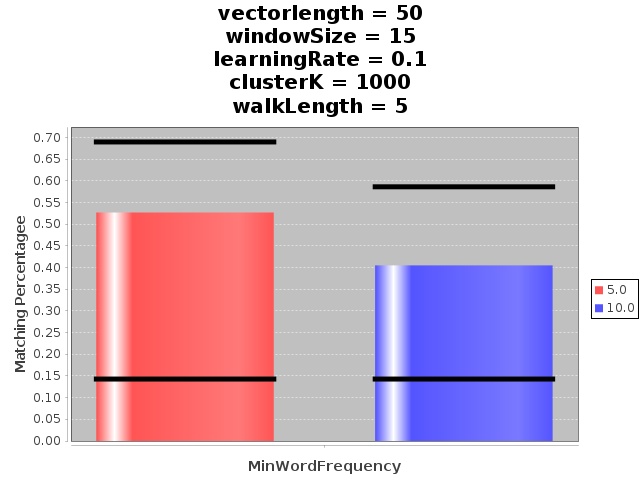 vectorlength = 50
windowSize = 15
learningRate = 0.1
clusterK = 1000
walkLength = 5
0.70
0.65
0.60
0.55
0.50
0.45
0.40
0.35
0.30
0.25
0.20
0.15
0.10
0.05
0.00
Matching Percentagee
MinWordFrequency
5.0
10.0